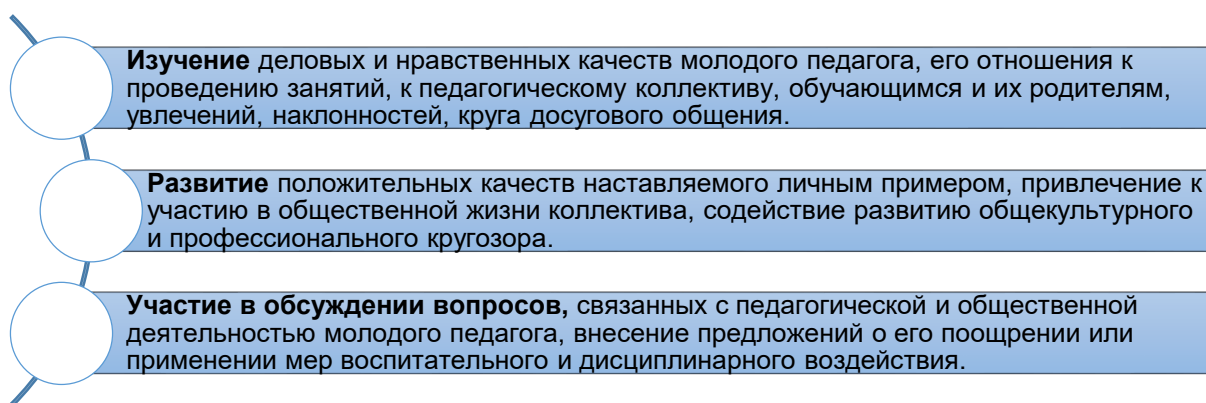 Изучение деловых и нравственных качеств молодого педагога, его отношения к
проведению занятий, к педагогическому коллективу, обучающимся и их родителям,
увлечений, наклонностей, круга досугового общения.
Развитие положительных качеств наставляемого личным примером, привлечение к
участию в общественной жизни коллектива, содействие развитию общекультурного
и профессионального кругозора.
Участие в обсуждении вопросов, связанных с педагогической и общественной
деятельностью молодого педагога, внесение предложений о его поощрении или
применении мер воспитательного и дисциплинарного воздействия.